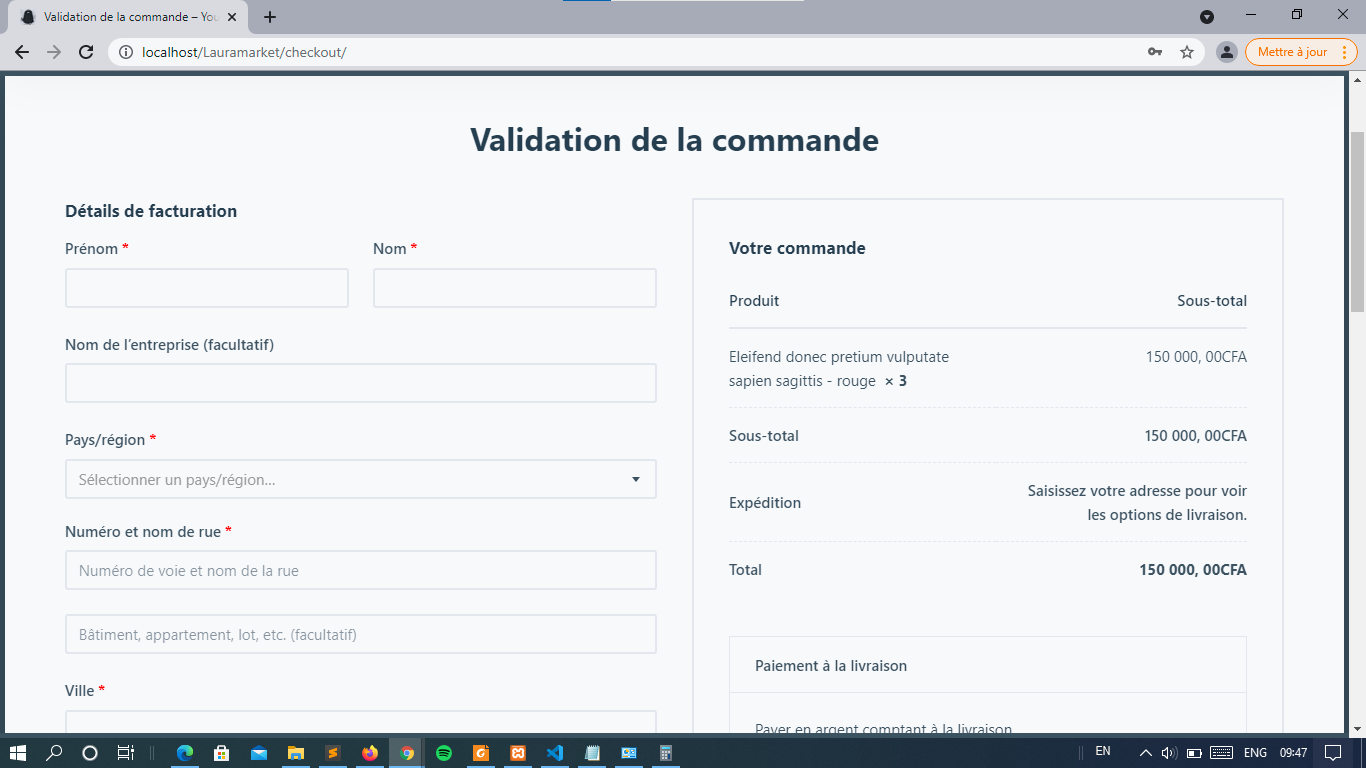 Validation de la commande – You
localhost/Lauramarket/checkout/
Mettre à jour
Validation de la commande
Détails de facturation
Prénom *
Nom *
Nom de l’entreprise (facultatif)
Pays/région *
Sélectionner un pays/région…
Numéro et nom de rue *
Numéro de voie et nom de la rue
Bâtiment, appartement, lot, etc. (facultatif)
Ville *
Votre commande
Produit Sous-total
Eleifend donec pretium vulputate 150 000, 00CFA
sapien sagittis - rouge × 3
Sous-total 150 000, 00CFA
Expédition
Saisissez votre adresse pour voir
les options de livraison.
Total 150 000, 00CFA
Paiement à la livraison
Payer en argent comptant à la livraison
EN
ENG
09:47